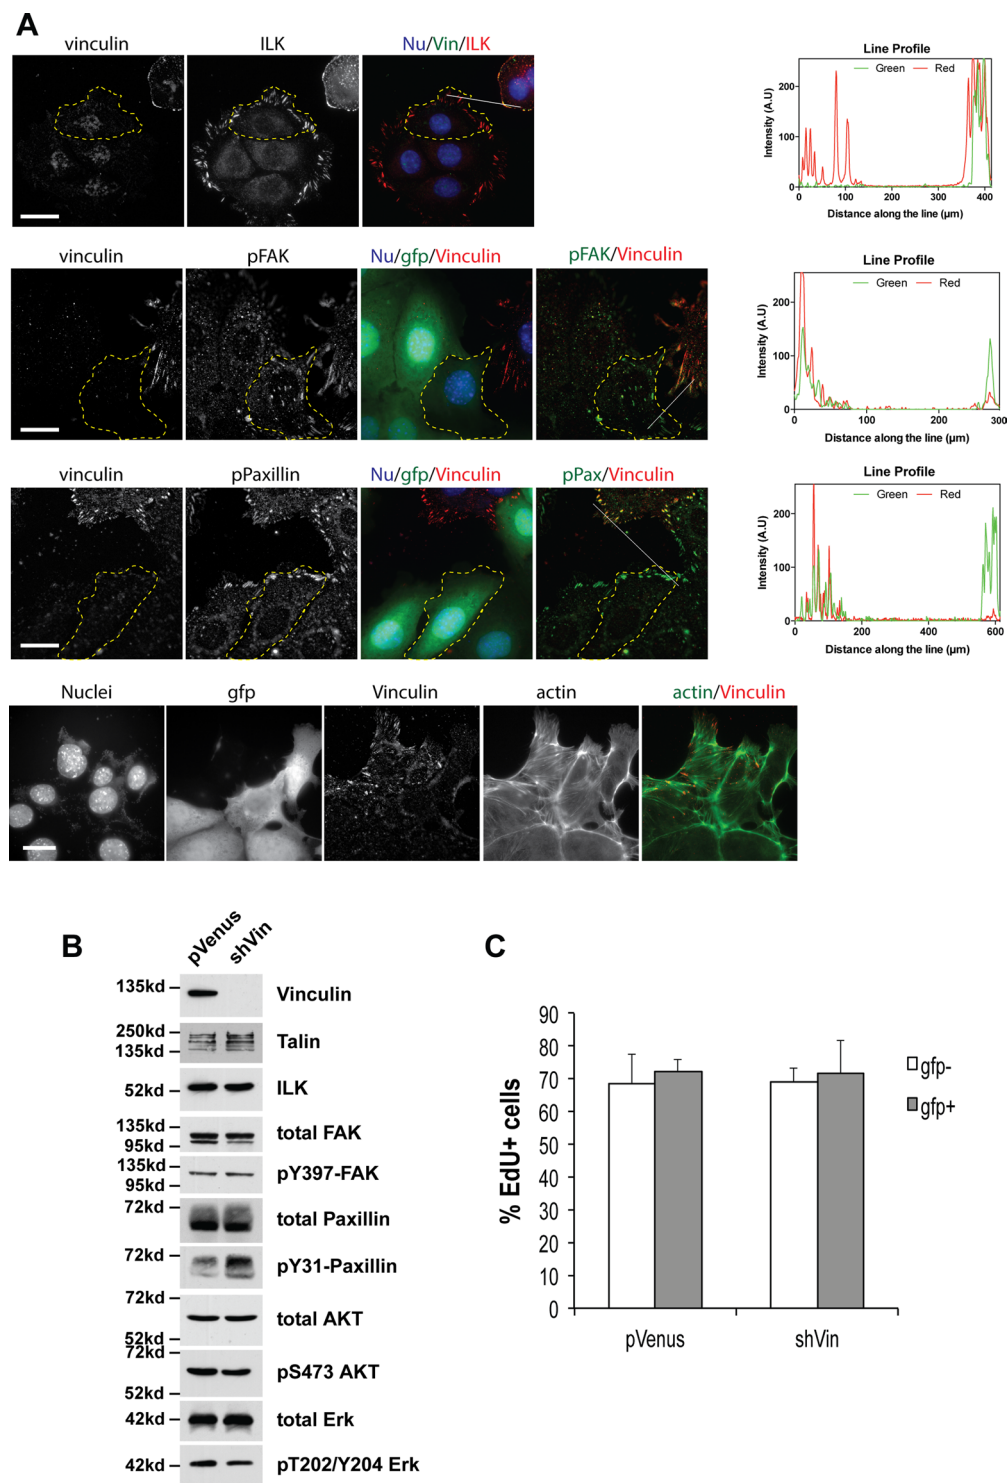 A
vinculin ILK Nu/Vin/ILK
Line Profile
Green Red
Intensity (A.U)
200
100
0
0 100 200 300 400
Distance along the line (µm)
vinculin pFAK Nu/gfp/Vinculin pFAK/Vinculin
Line Profile
Green Red
Intensity (A.U)
200
100
0
0 100 200 300
Distance along the line (µm)
vinculin pPaxillin Nu/gfp/Vinculin pPax/Vinculin
Line Profile
Green Red
Intensity (A.U)
200
100
0
0 200 400 600
Distance along the line (µm)
Nuclei gfp Vinculin actin actin/Vinculin
B
pVenus shVin
135kd Vinculin
250kd
135kd Talin
52kd ILK
135kd
95kd total FAK
135kd
95kd pY397-FAK
72kd total Paxillin
72kd pY31-Paxillin
72kd
52kd total AKT
72kd
52kd pS473 AKT
42kd total Erk
42kd pT202/Y204 Erk
C
% EdU+ cells
90
80
70
60
50
40
30
20
10
0
pVenus shVin
gfp-
gfp+